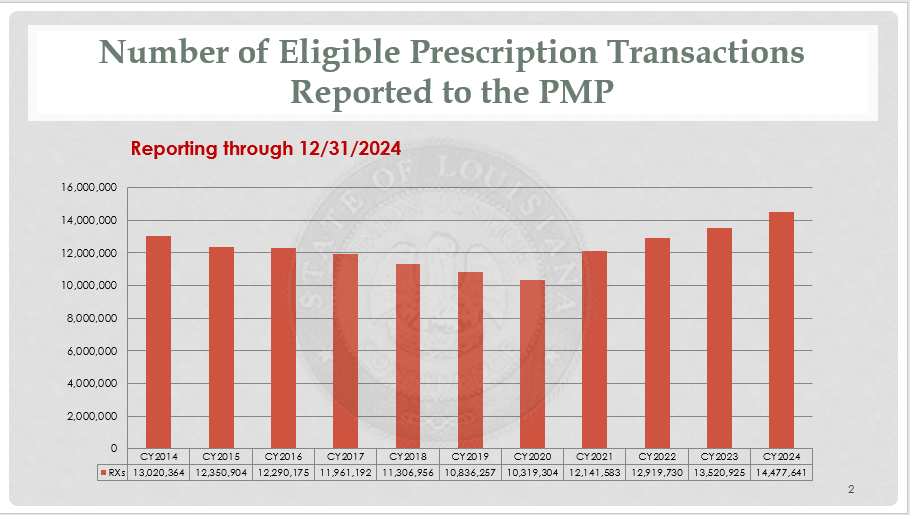 Number of Eligible Prescription Transactions
Reported to the PMP
Reporting through 12/31/2024
STATE OF LOUISIANA
16,000,000
14,000,000
12,000,000
10,000,000
8,000,000
6,000,000
4,000,000
2,000,000
0
CY2014 CY2015 CY2016 CY2017 CY2018 CY2019 CY2020 CY2021 CY2022 CY2023 CY2024
RXs 13,020,364 12,350,904 12,290,175 11,961,192 11,306,956 10,836,257 10,319,304 12,141,583 12,919,730 13,520,925 14,477,641
2